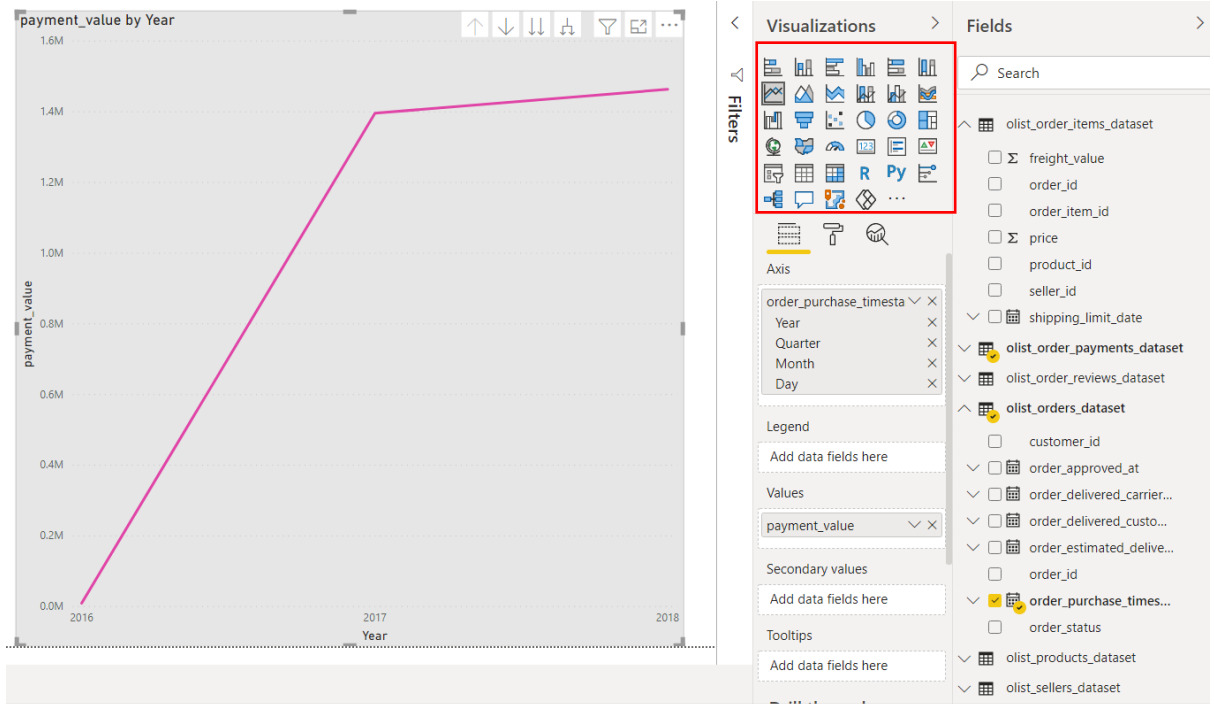 payment_value by Year
1.6M
1.4M
1.2M
1.0M
0.8M
0.6M
0.4M
0.2M
0.0M
payment_value
2016
2017
2018
Year
Filters
Visualizations
123
R
Py
Axis
order_purchase_timesta
Year
Quarter
Month
Day
Legend
Add data fields here
Values
payment_value
Secondary values
Add data fields here
Tooltips
Add data fields here
Fields
Search
olist_order_items_dataset
Σ freight_value
order_id
order_item_id
Σ price
product_id
seller_id
shipping_limit_date
olist_order_payments_dataset
olist_order_reviews_dataset
olist_orders_dataset
customer_id
order_approved_at
order_delivered_carrier...
order_delivered_custo...
order_estimated_delive...
order_id
order_purchase_times...
order_status
olist_products_dataset
olist_sellers_dataset